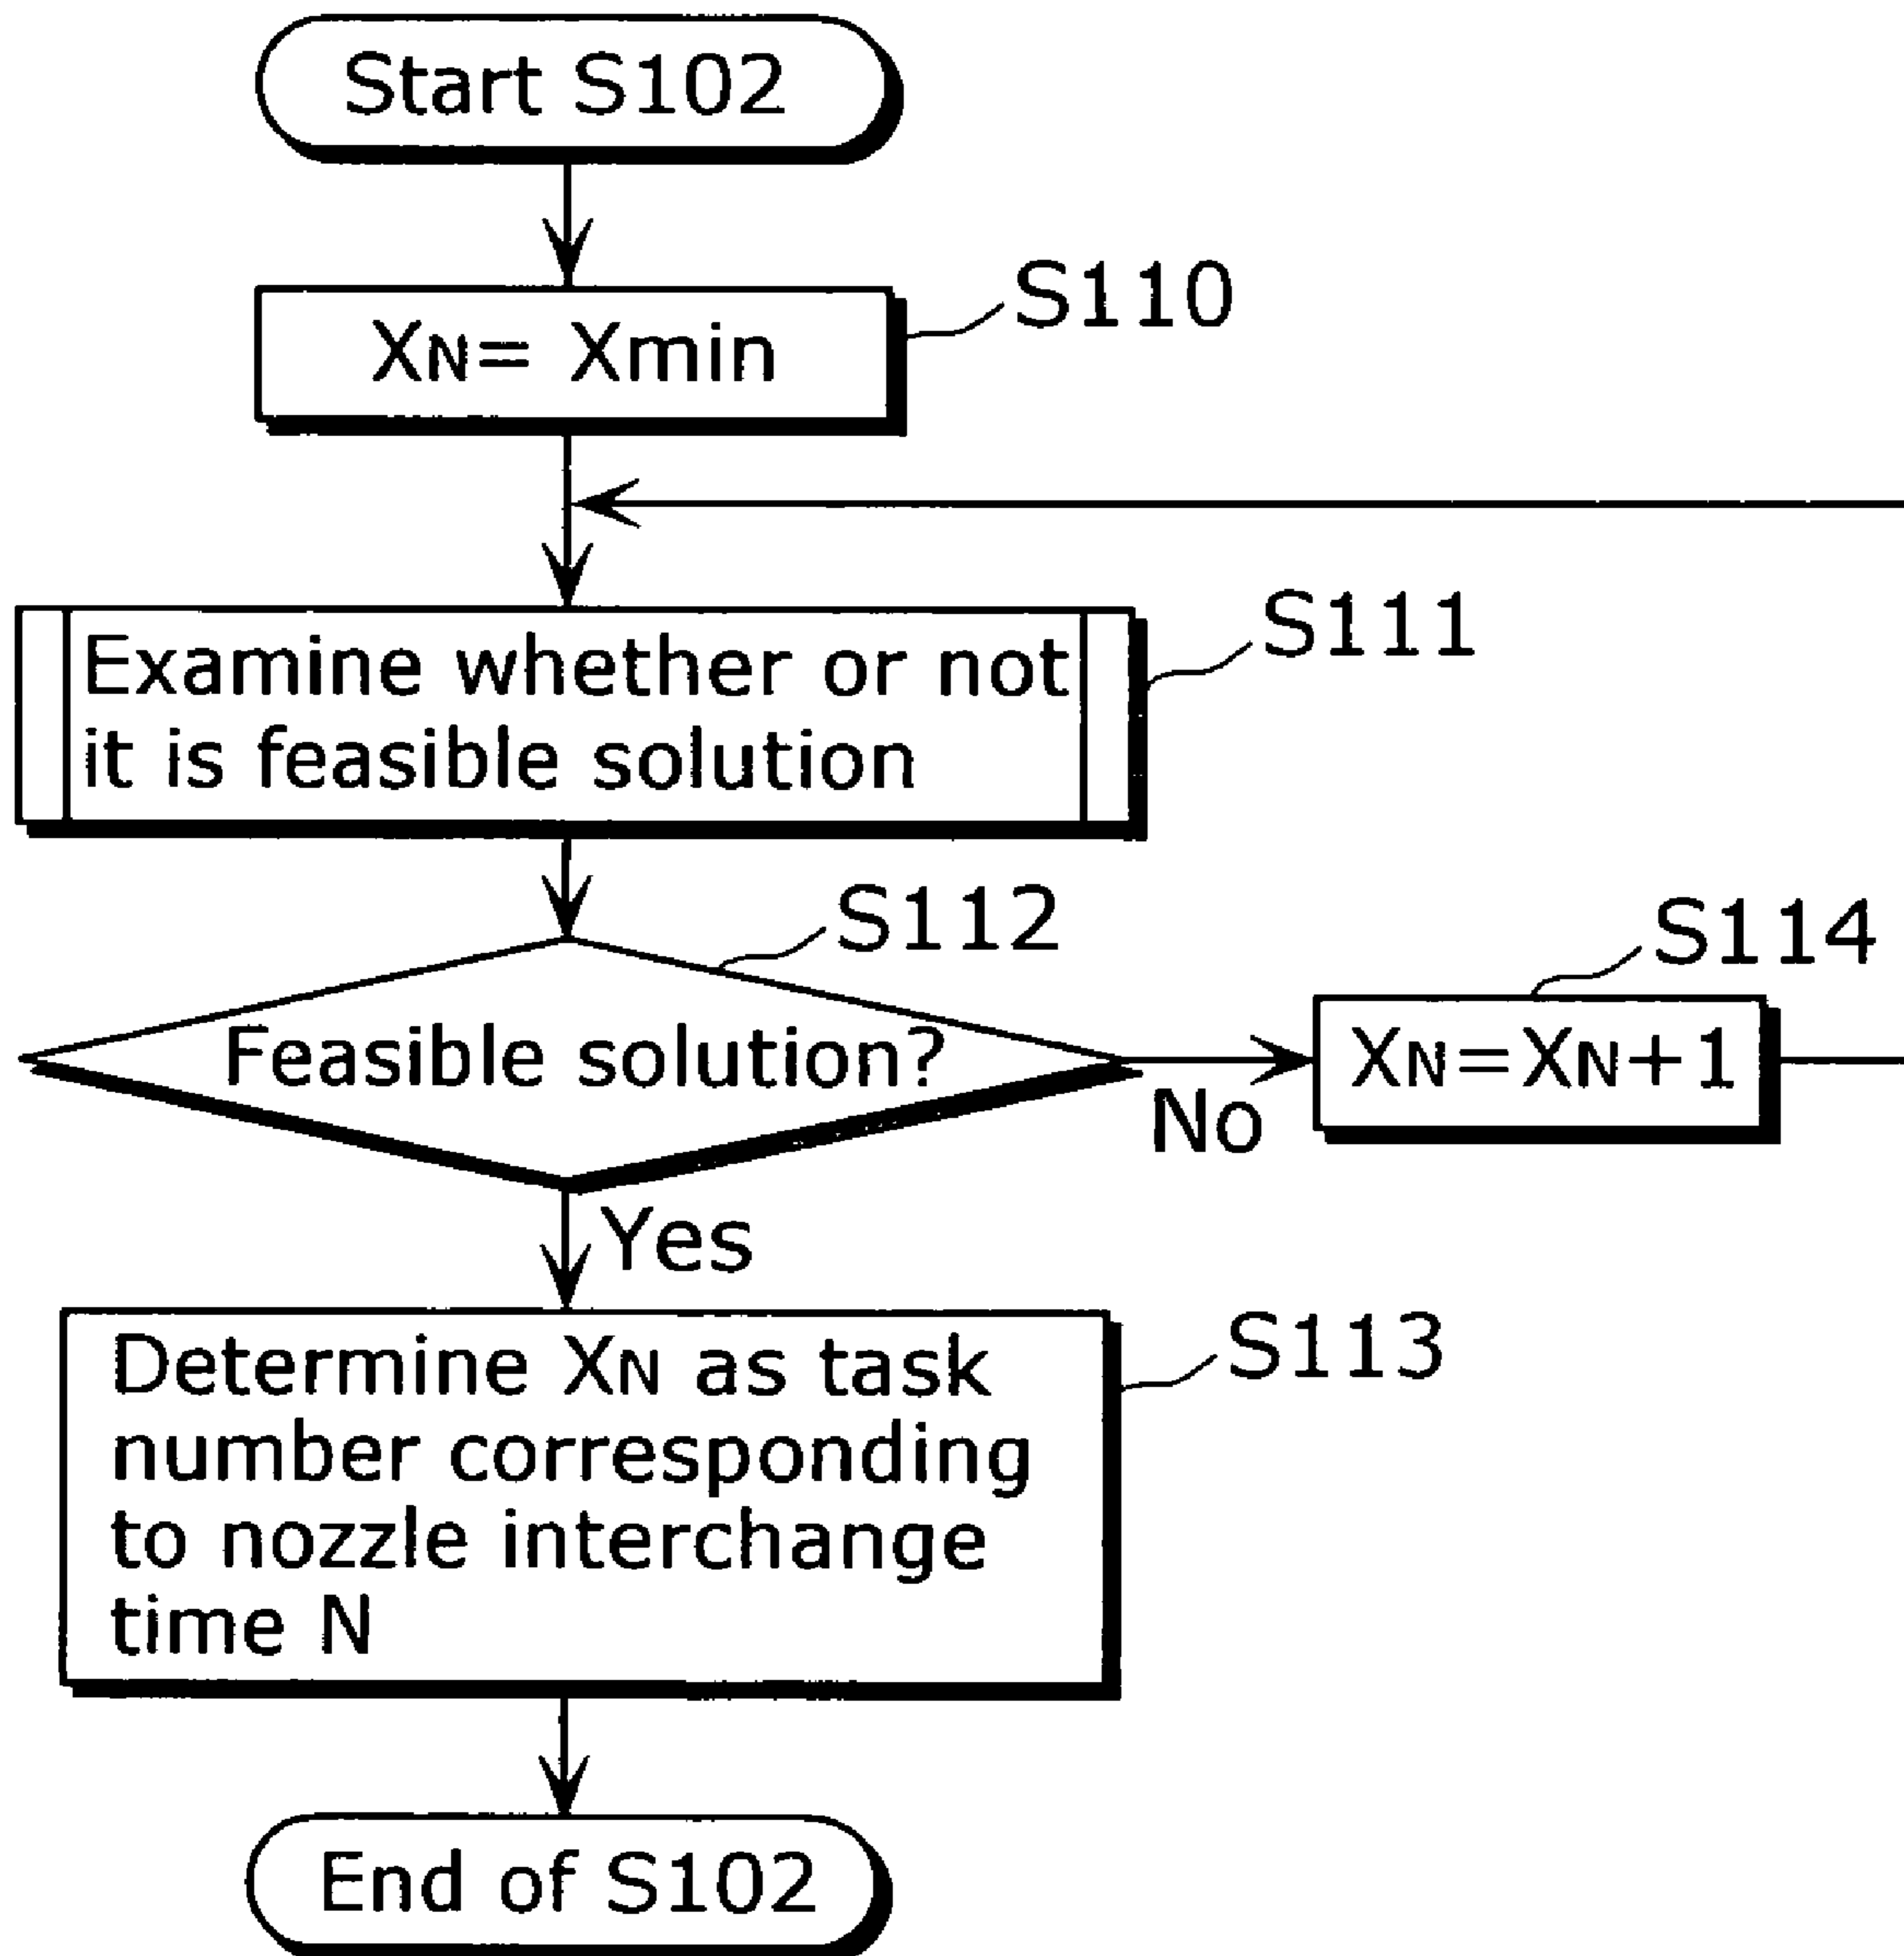 Start S102
S110
XN= Xmin
S111
Examine whether or not
it is feasible solution
S112
Feasible solution?
No
S114
XN=XN+1
Yes
S113
Determine XN as task
number corresponding
to nozzle interchange
time N
End of S102